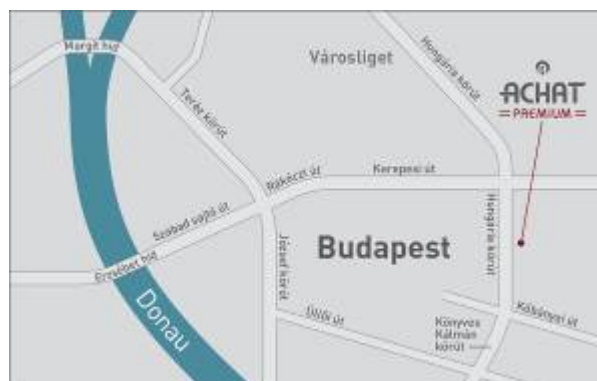 Margit híd
Városliget
Hungária körút
ACHAT
PREMIUM
Teréz körút
Kerepesi út
Rákóczi út
Szabad sajtó út
Hungária körút
Budapest
Erzsébet híd
József körút
Donau
Üllői út
Könyves
Kálmán
körút
Kőbányai út